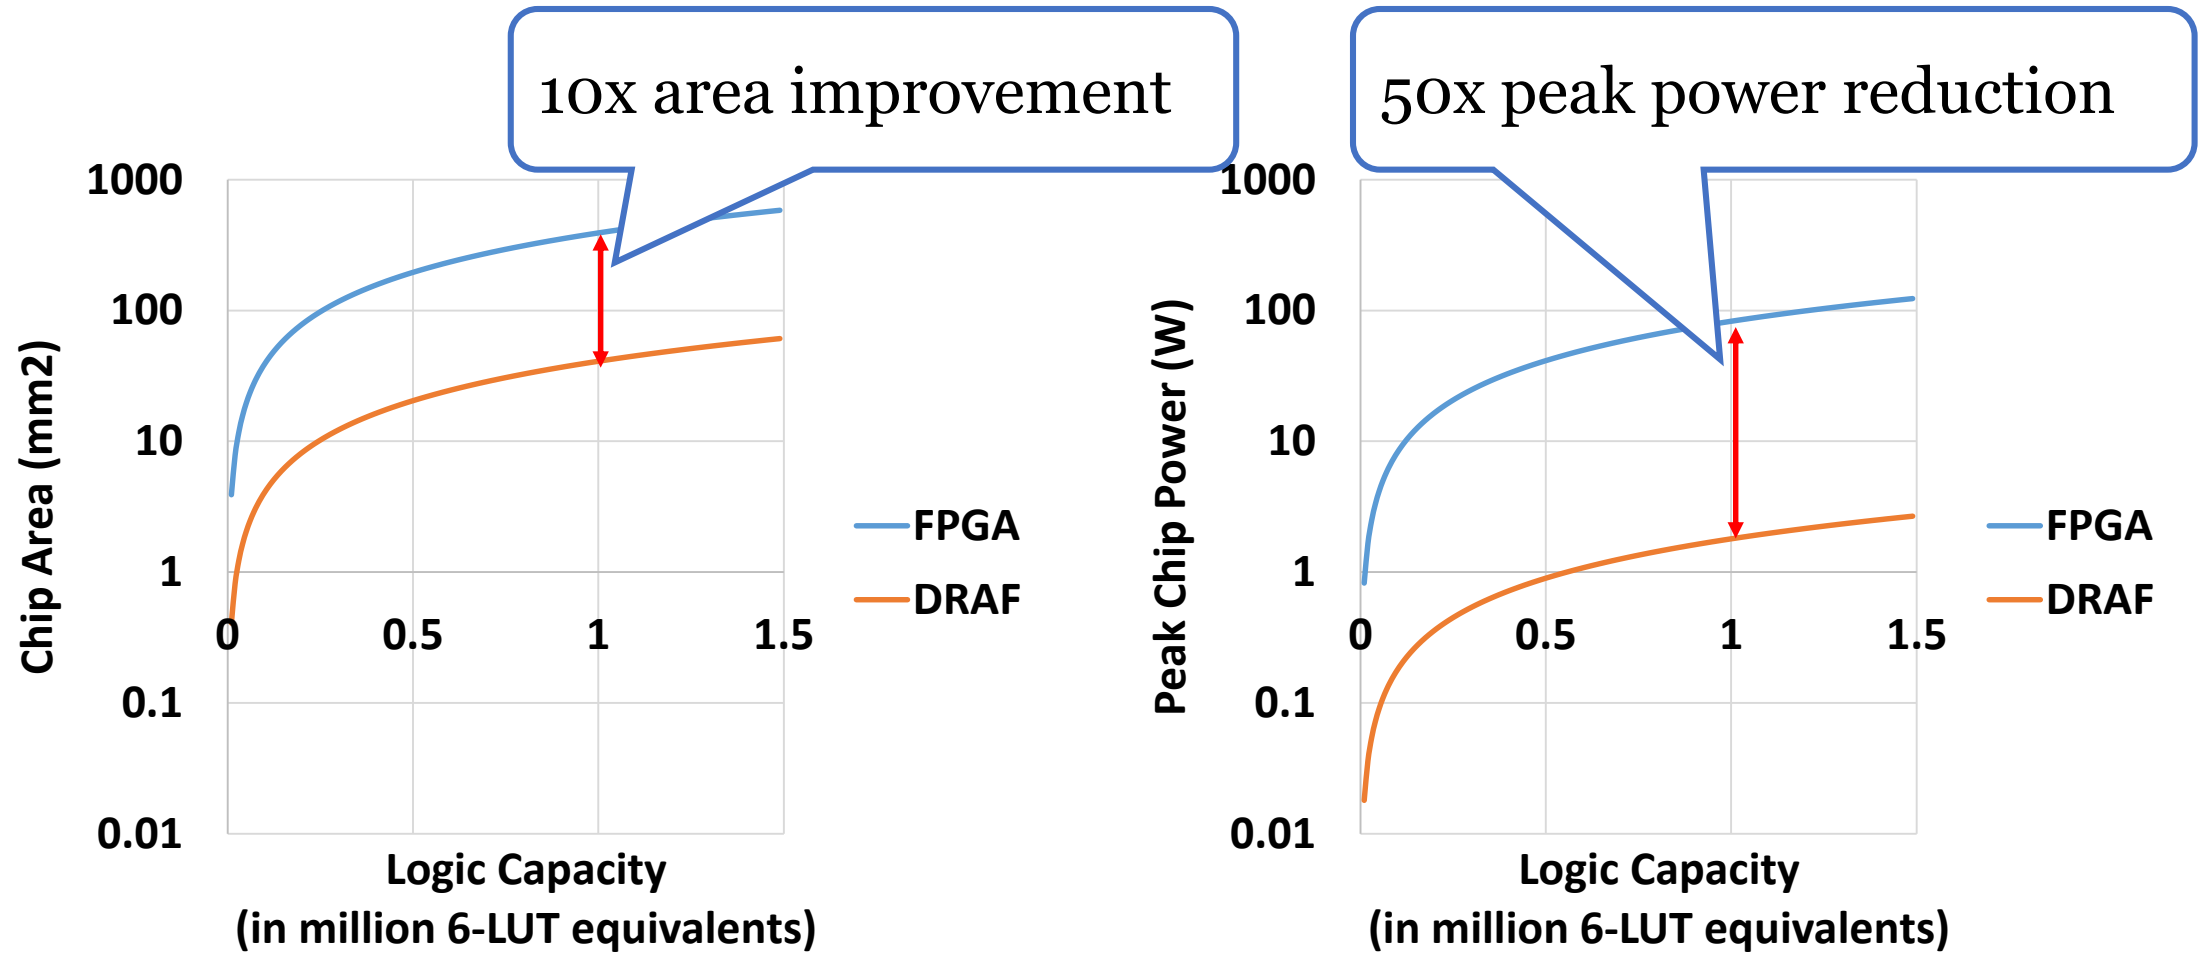 10x area improvement
50x peak power reduction
Chip Area (mm2)
1000
100
10
1
0.1
0.01
0
0.5
1
1.5
FPGA
DRAF
Logic Capacity
(in million 6-LUT equivalents)
Peak Chip Power (W)
1000
100
10
1
0.1
0.01
0
0.5
1
1.5
FPGA
DRAF
Logic Capacity
(in million 6-LUT equivalents)